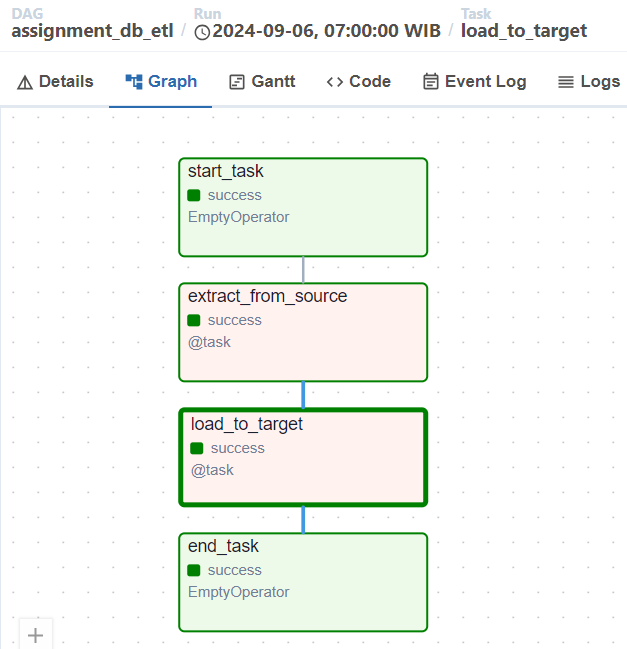 DAG Run Task
assignment_db_etl / 2024-09-06, 07:00:00 WIB / load_to_target
Details Graph Gantt Code Event Log Logs
start_task
success
EmptyOperator
extract_from_source
success
@task
load_to_target
success
@task
end_task
success
EmptyOperator